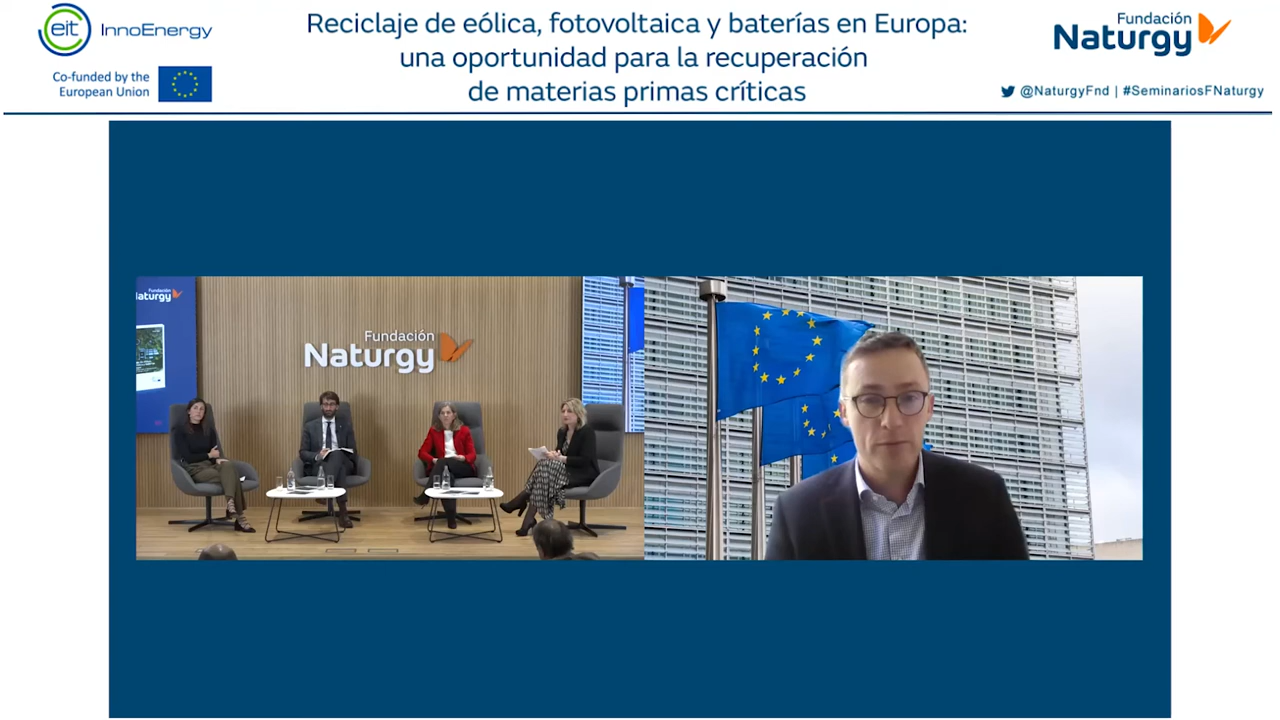 eit InnoEnergy
Co-funded by the
European Union
Reciclaje de eólica, fotovoltaica y baterías en Europa:
una oportunidad para la recuperación
de materias primas críticas
Fundación
Naturgy
@NaturgyFnd | #SeminariosFNaturgy
Fundación
Naturgy
Fundación
Naturgy